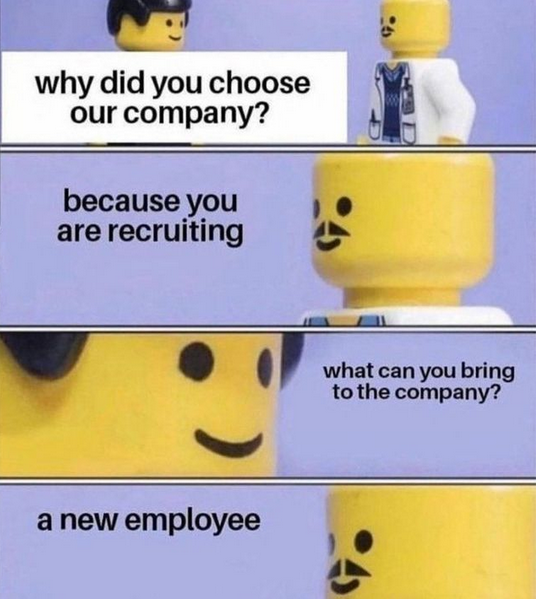 why did you choose
our company?
because you
are recruiting
what can you bring
to the company?
a new employee